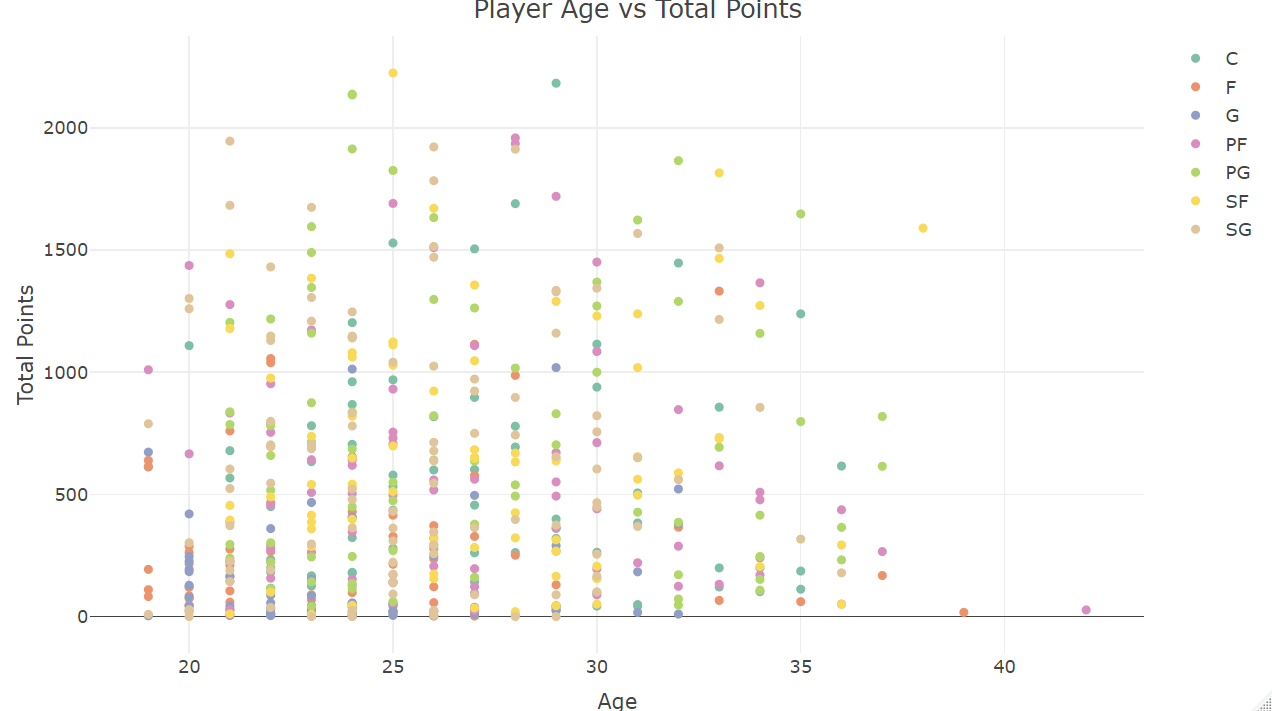 Player Age vs Total Points
C
F
G
PF
PG
SF
SG
2000
1500
1000
500
0
Total Points
20 25 30 35 40
Age